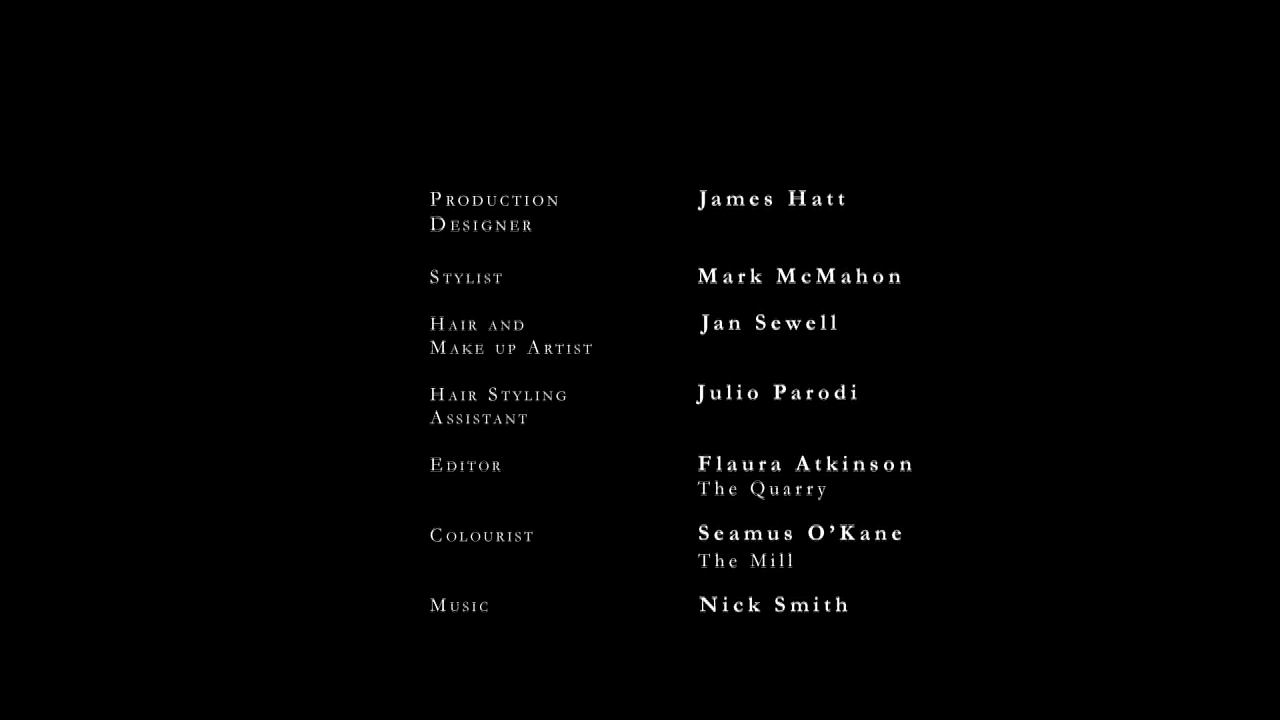 Production James Hatt
Designer
Stylist Mark McMahon
Hair and Jan Sewell
Make up Artist
Hair Styling Julio Parodi
Assistant
Editor Flaura Atkinson
The Quarry
Colourist Seamus O'Kane
The Mill
Music Nick Smith